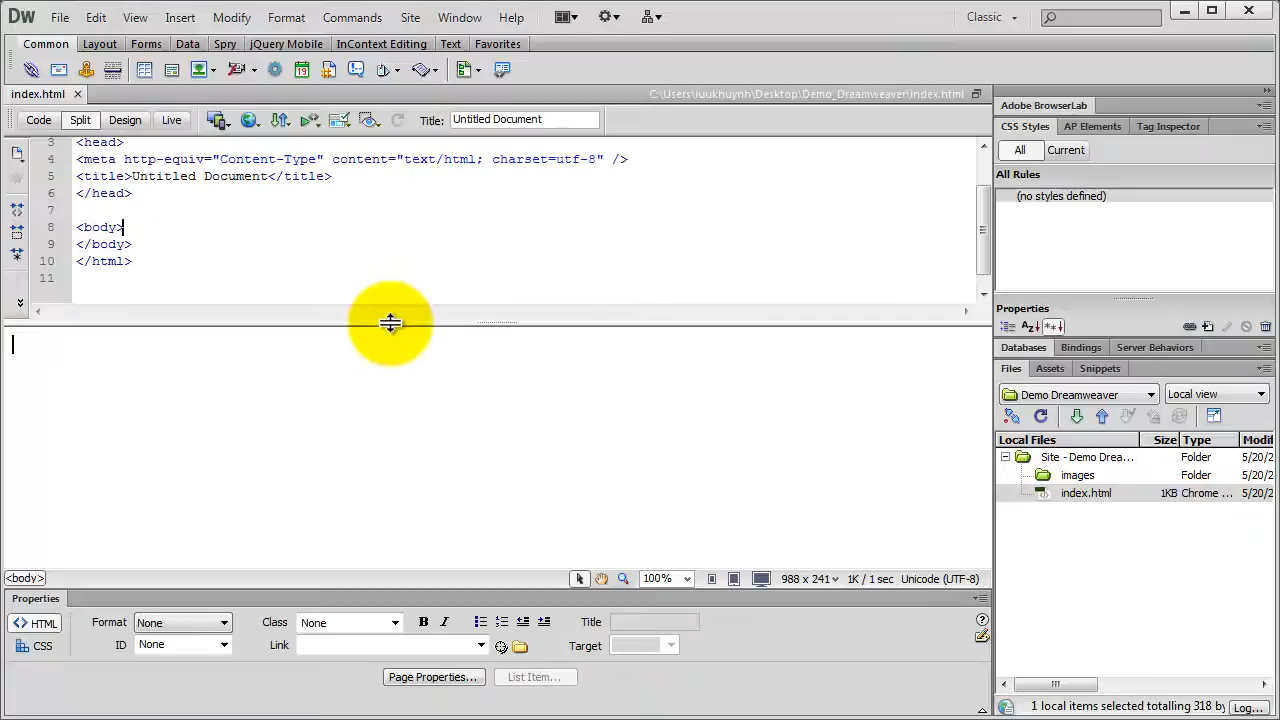 Dw File Edit View Insert Modify Format Commands Site Window Help Classic
Common Layout Forms Data Spry jQuery Mobile InContext Editing Text Favorites
index.html
C:\Users\luukhuynh\Desktop\Demo_Dreamweaver\index.html
Code Split Design Live Title: Untitled Document
3 <head>
4 <meta http-equiv="Content-Type" content="text/html; charset=utf-8" />
5 <title>Untitled Document</title>
6 </head>
7
8 <body>
9 </body>
10 </html>
11
<body>
100% 988 x 241 1K / 1 sec Unicode (UTF-8)
Properties
<> HTML Format None Class None B I Title
CSS ID None Link Target
Page Properties... List Item...
Adobe BrowserLab
CSS Styles AP Elements Tag Inspector
All Current
All Rules
(no styles defined)
Properties
Databases Bindings Server Behaviors
Files Assets Snippets
Demo Dreamweaver Local view
Local Files Size Type Modif
Site - Demo Drea... Folder 5/20/2
images Folder 5/20/2
index.html 1KB Chrome ... 5/20/2
1 local items selected totalling 318 by Log...